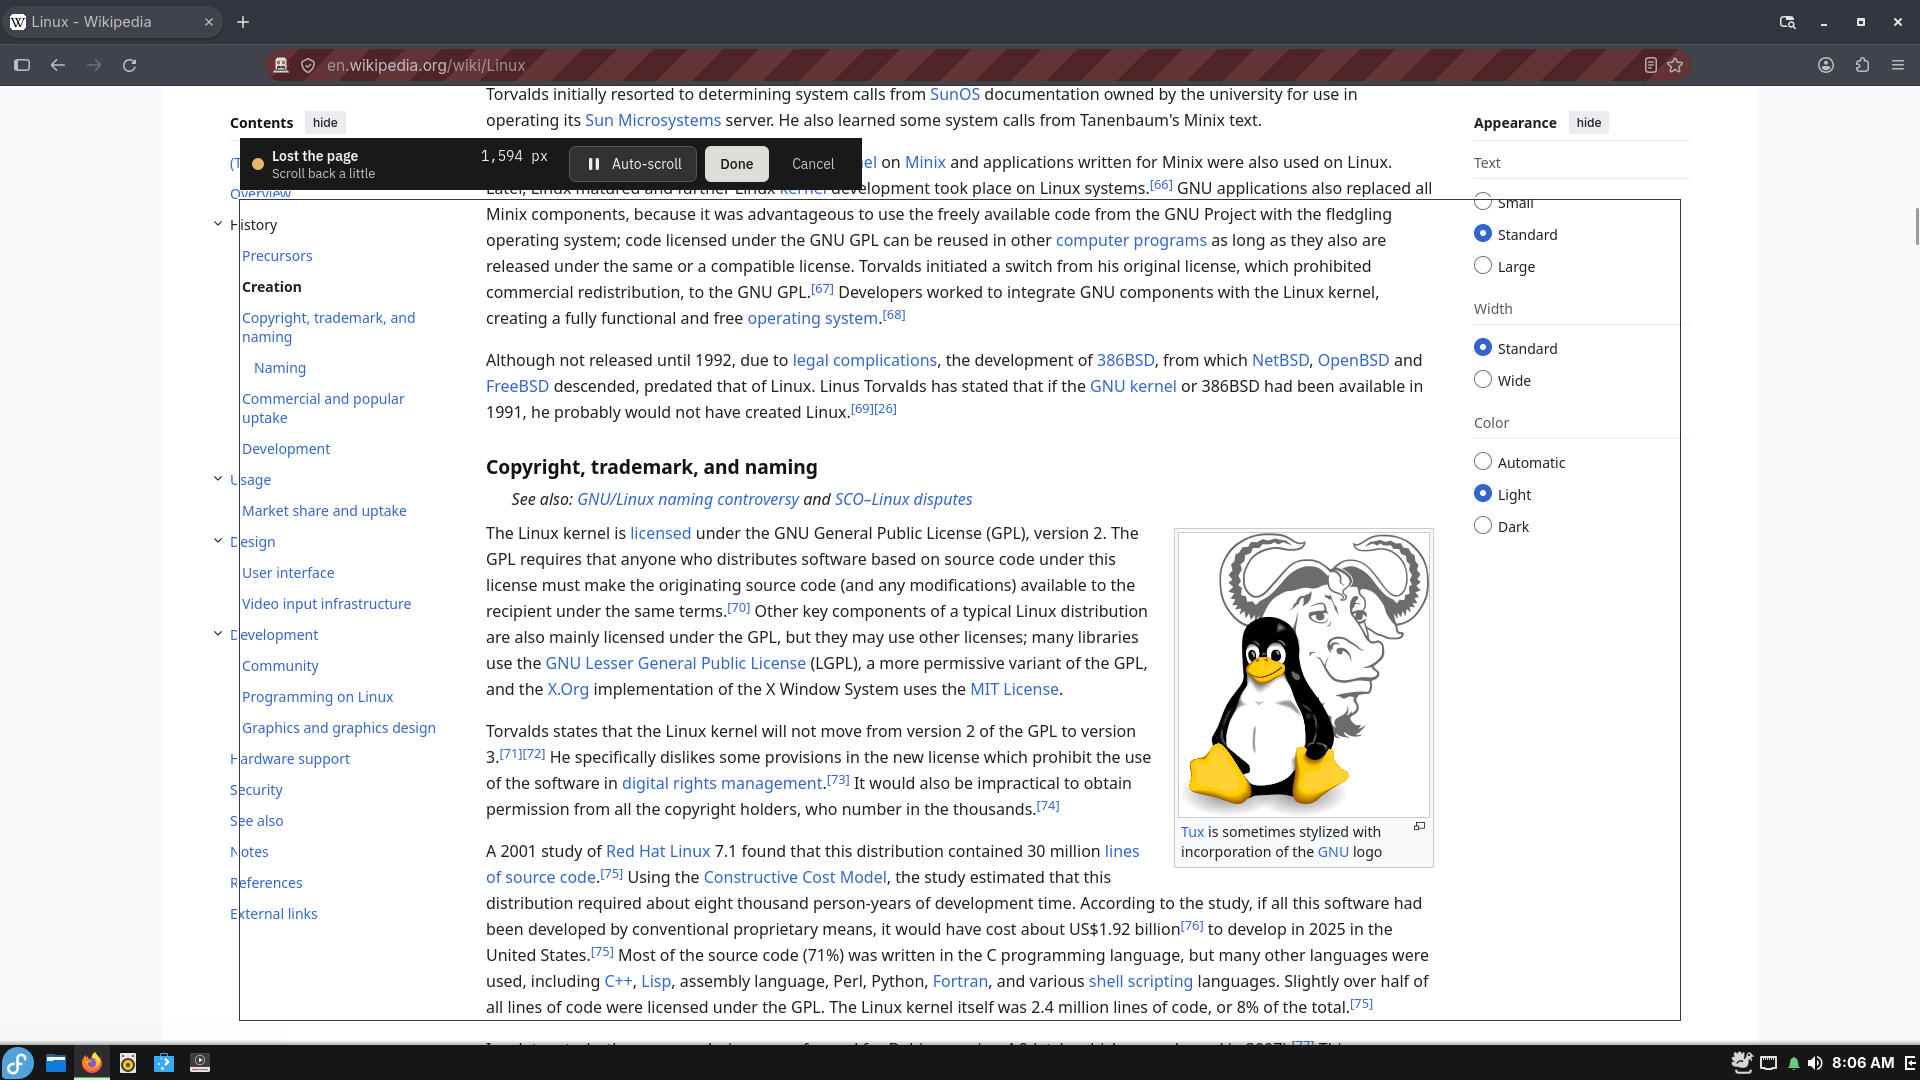 Linux - Wikipedia
en.wikipedia.org/wiki/Linux
Contents
hide
Overview
History
Precursors
Creation
Copyright, trademark, and
naming
Naming
Commercial and popular
uptake
Development
Usage
Market share and uptake
Design
User interface
Video input infrastructure
Development
Community
Programming on Linux
Graphics and graphics design
Hardware support
Security
See also
Notes
References
External links
Lost the page
Scroll back a little
1,594 px
Auto-scroll
Done
Cancel
Torvalds initially resorted to determining system calls from SunOS documentation owned by the university for use in
operating its Sun Microsystems server. He also learned some system calls from Tanenbaum's Minix text.
on Minix and applications written for Minix were also used on Linux.
Later, Linux matured and further Linux kernel development took place on Linux systems.[66] GNU applications also replaced all
Minix components, because it was advantageous to use the freely available code from the GNU Project with the fledgling
operating system; code licensed under the GNU GPL can be reused in other computer programs as long as they also are
released under the same or a compatible license. Torvalds initiated a switch from his original license, which prohibited
commercial redistribution, to the GNU GPL.[67] Developers worked to integrate GNU components with the Linux kernel,
creating a fully functional and free operating system.[68]
Although not released until 1992, due to legal complications, the development of 386BSD, from which NetBSD, OpenBSD and
FreeBSD descended, predated that of Linux. Linus Torvalds has stated that if the GNU kernel or 386BSD had been available in
1991, he probably would not have created Linux.[69][26]
Copyright, trademark, and naming
See also: GNU/Linux naming controversy and SCO–Linux disputes
The Linux kernel is licensed under the GNU General Public License (GPL), version 2. The
GPL requires that anyone who distributes software based on source code under this
license must make the originating source code (and any modifications) available to the
recipient under the same terms.[70] Other key components of a typical Linux distribution
are also mainly licensed under the GPL, but they may use other licenses; many libraries
use the GNU Lesser General Public License (LGPL), a more permissive variant of the GPL,
and the X.Org implementation of the X Window System uses the MIT License.
Torvalds states that the Linux kernel will not move from version 2 of the GPL to version
3.[71][72] He specifically dislikes some provisions in the new license which prohibit the use
of the software in digital rights management.[73] It would also be impractical to obtain
permission from all the copyright holders, who number in the thousands.[74]
A 2001 study of Red Hat Linux 7.1 found that this distribution contained 30 million lines
of source code.[75] Using the Constructive Cost Model, the study estimated that this
distribution required about eight thousand person-years of development time. According to the study, if all this software had
been developed by conventional proprietary means, it would have cost about US$1.92 billion[76] to develop in 2025 in the
United States.[75] Most of the source code (71%) was written in the C programming language, but many other languages were
used, including C++, Lisp, assembly language, Perl, Python, Fortran, and various shell scripting languages. Slightly over half of
all lines of code were licensed under the GPL. The Linux kernel itself was 2.4 million lines of code, or 8% of the total.[75]
Tux is sometimes stylized with
incorporation of the GNU logo
Appearance
hide
Text
Small
Standard
Large
Width
Standard
Wide
Color
Automatic
Light
Dark
8:06 AM